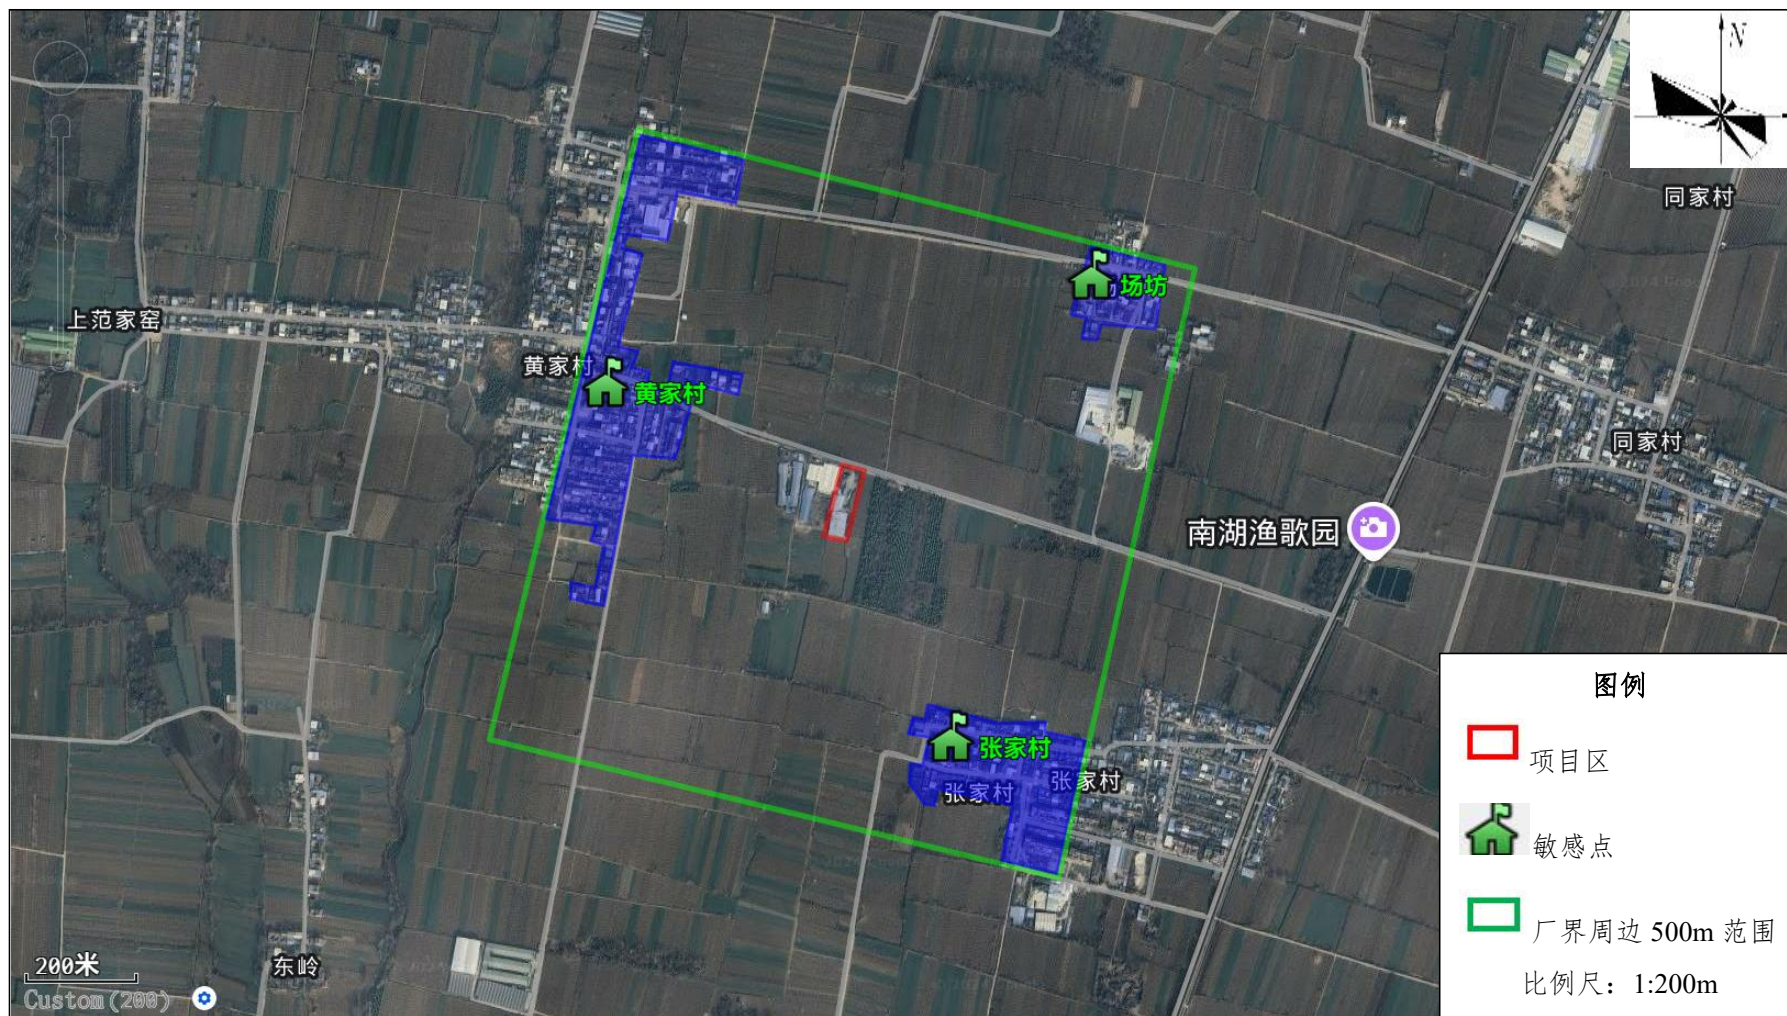 N
同家村
场坊
上范家窑
黄家村
黄家村
同家村
南湖渔歌园
张家村
张家村
张家村
200米
Custom(200)
东岭
图例
项目区
敏感点
厂界周边 500m 范围
比例尺：1:200m